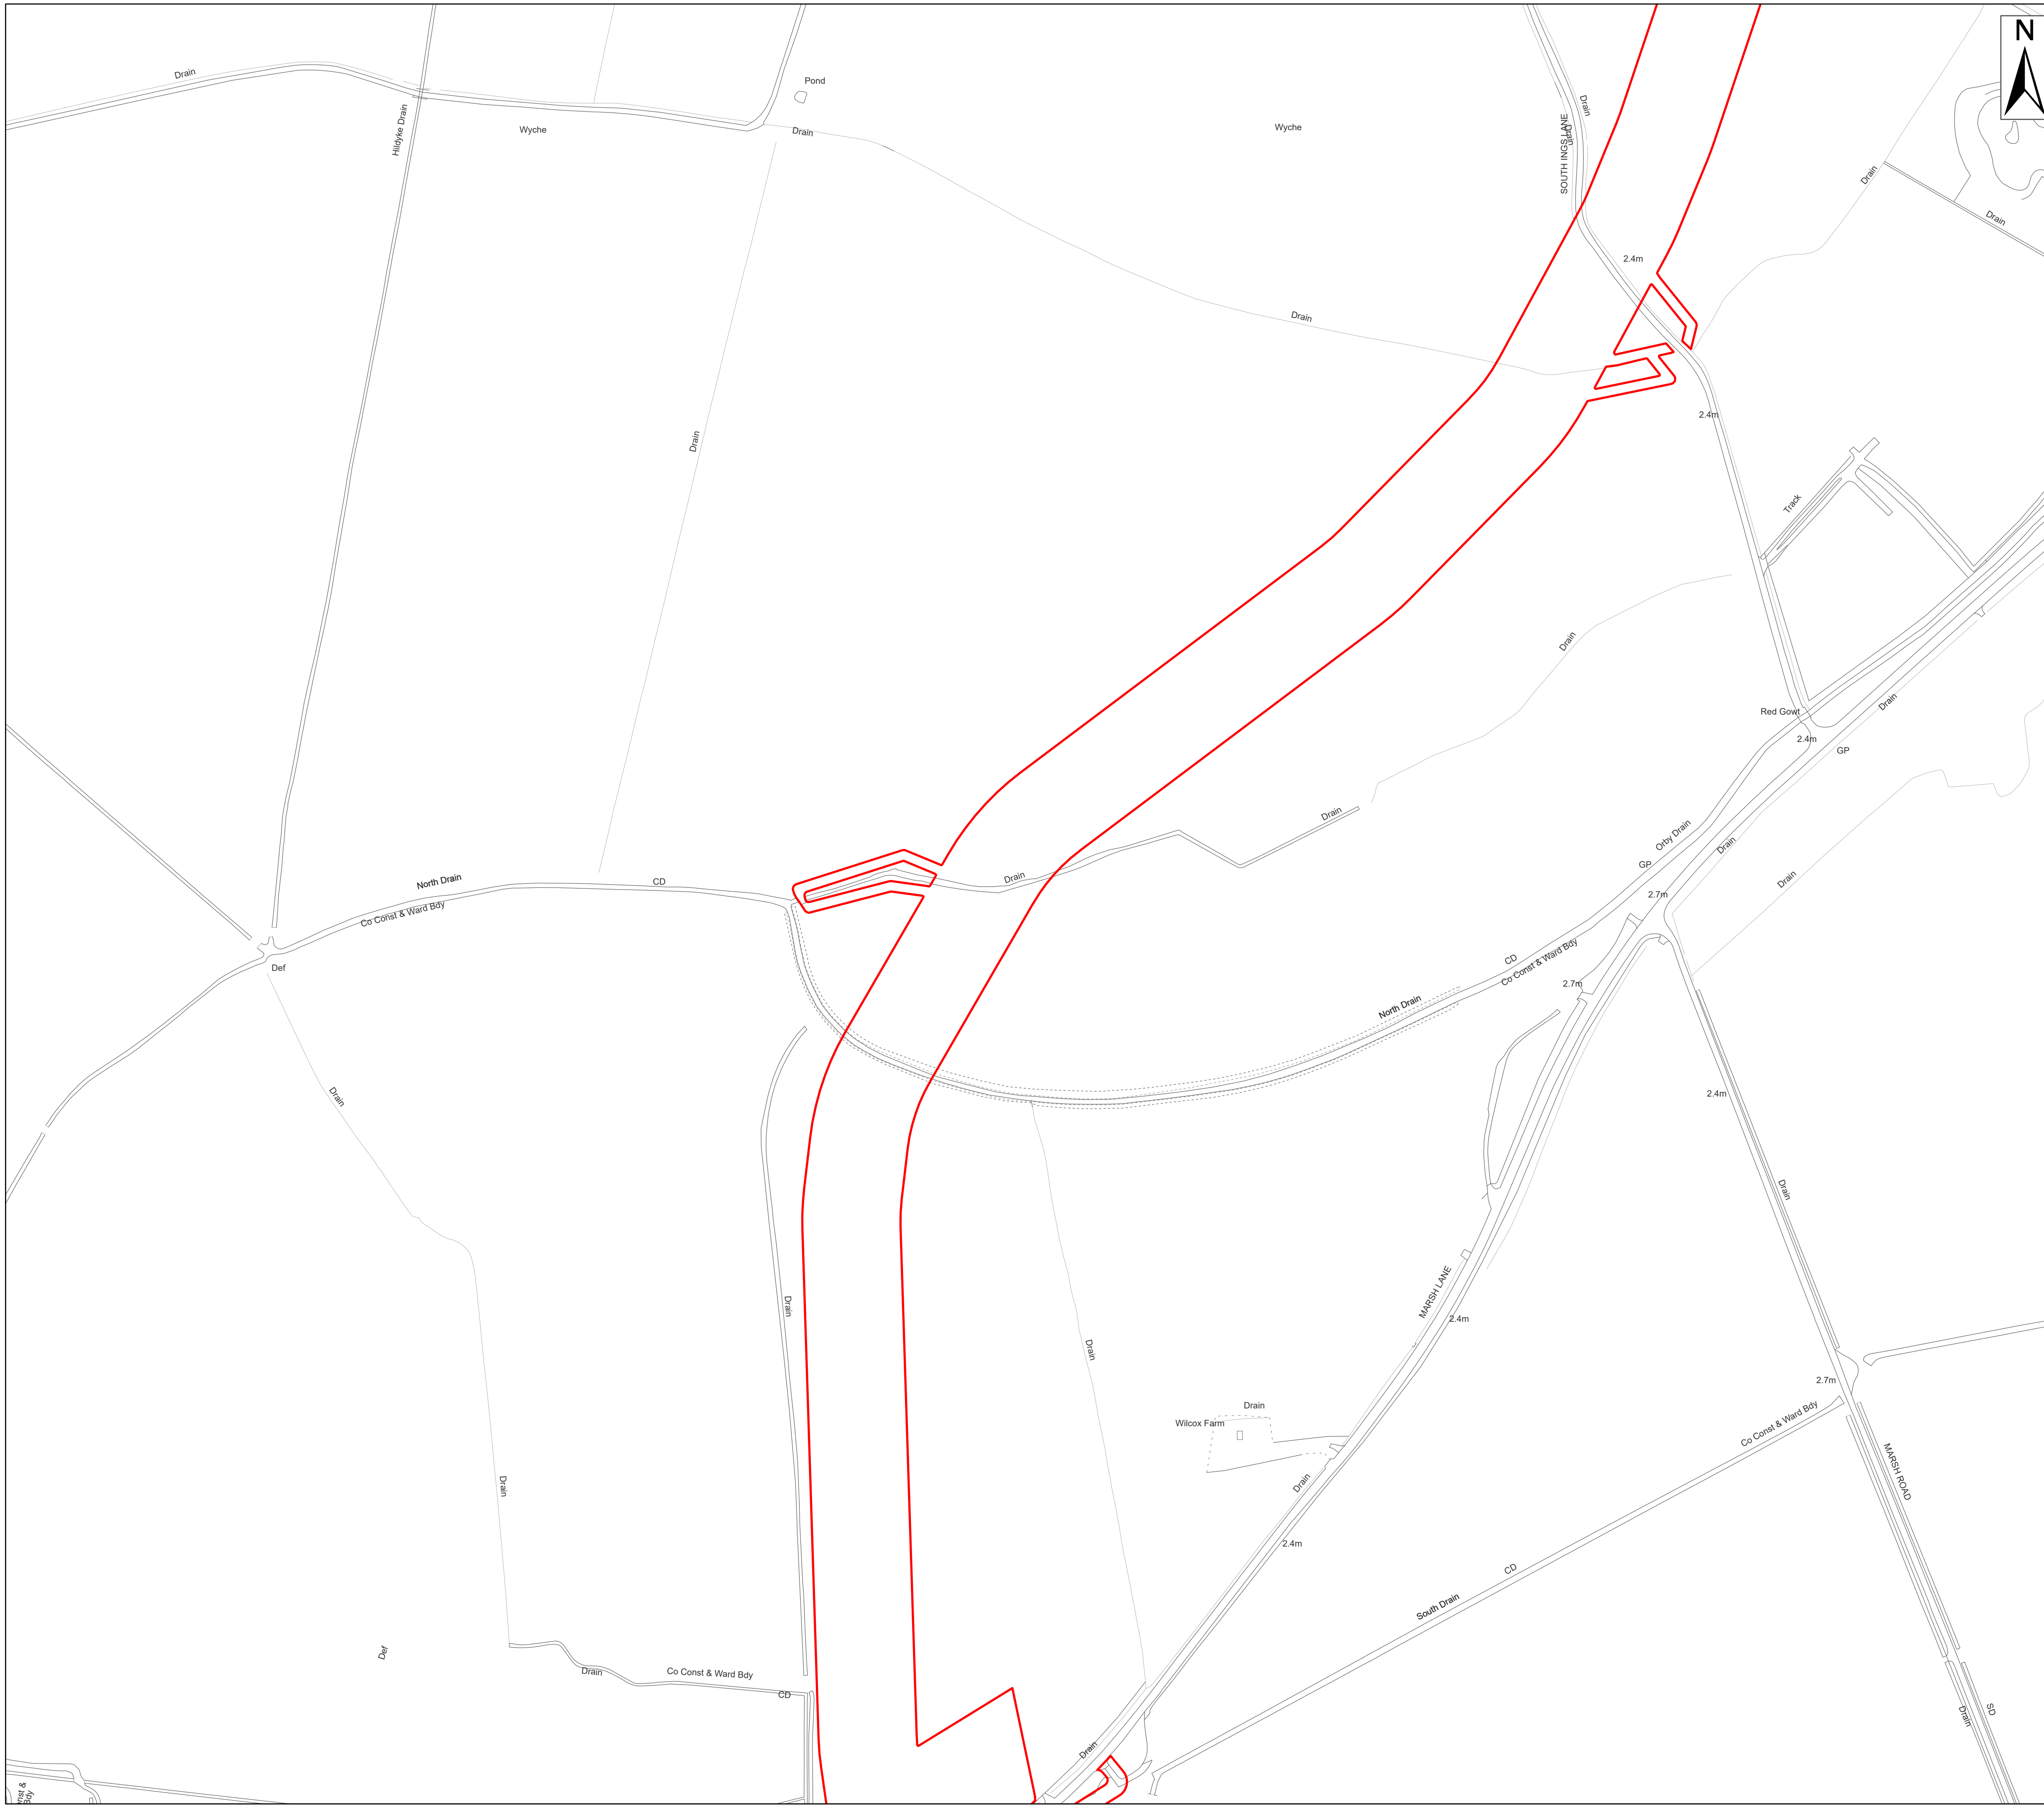 N
Drain
Pond
Hildyke Drain
Wyche
Drain
Wyche
SOUTH INGS LANE
Drain
Drain
Drain
Drain
2.4m
Drain
2.4m
Drain
Track
Drain
Red Gowt
2.4m
GP
Drain
Drain
Orby Drain
GP
Drain
Drain
Drain
2.7m
North Drain
CD
Co Const & Ward Bdy
Def
CD
Co Const & Ward Bdy
2.7m
North Drain
Drain
2.4m
Drain
MARSH LANE
2.4m
Drain
Drain
2.7m
Drain
Wilcox Farm
Co Const & Ward Bdy
MARSH ROAD
Drain
Drain
2.4m
CD
South Drain
Def
Drain
Co Const & Ward Bdy
CD
Drain
Drain
SD
nst &
Bdy